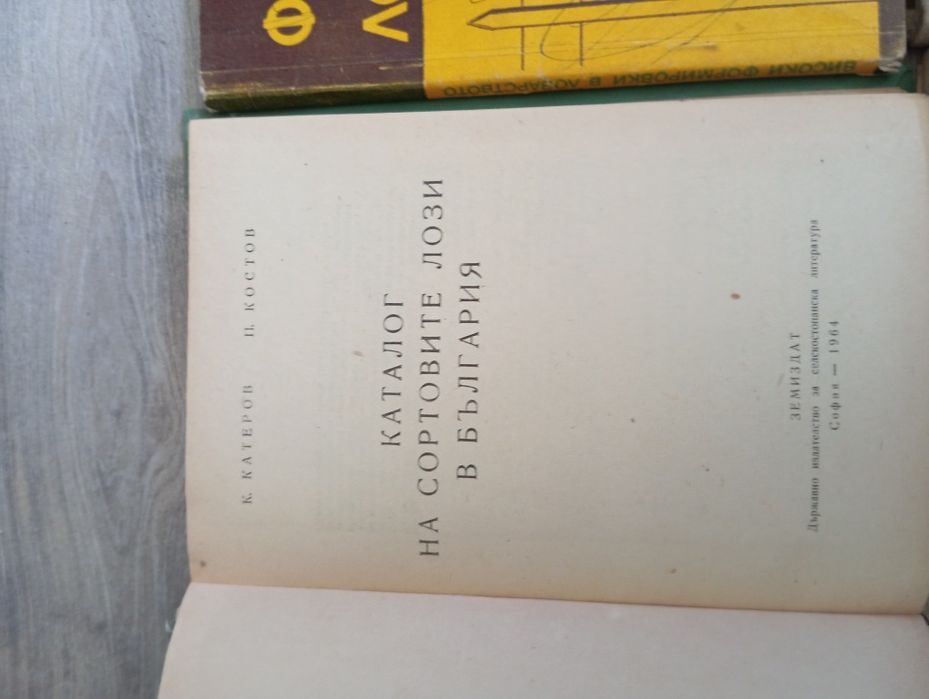 К. КАТЕРОВ П. КОСТОВ
КАТАЛОГ
НА СОРТОВИТЕ ЛОЗИ
В БЪЛГАРИЯ
ЗЕМИЗДАТ
Държавно издателство за селскостопанска литература
София — 1964
ВИСОКИ ФОРМИРОВКИ В ЛОЗАРСТВОТО